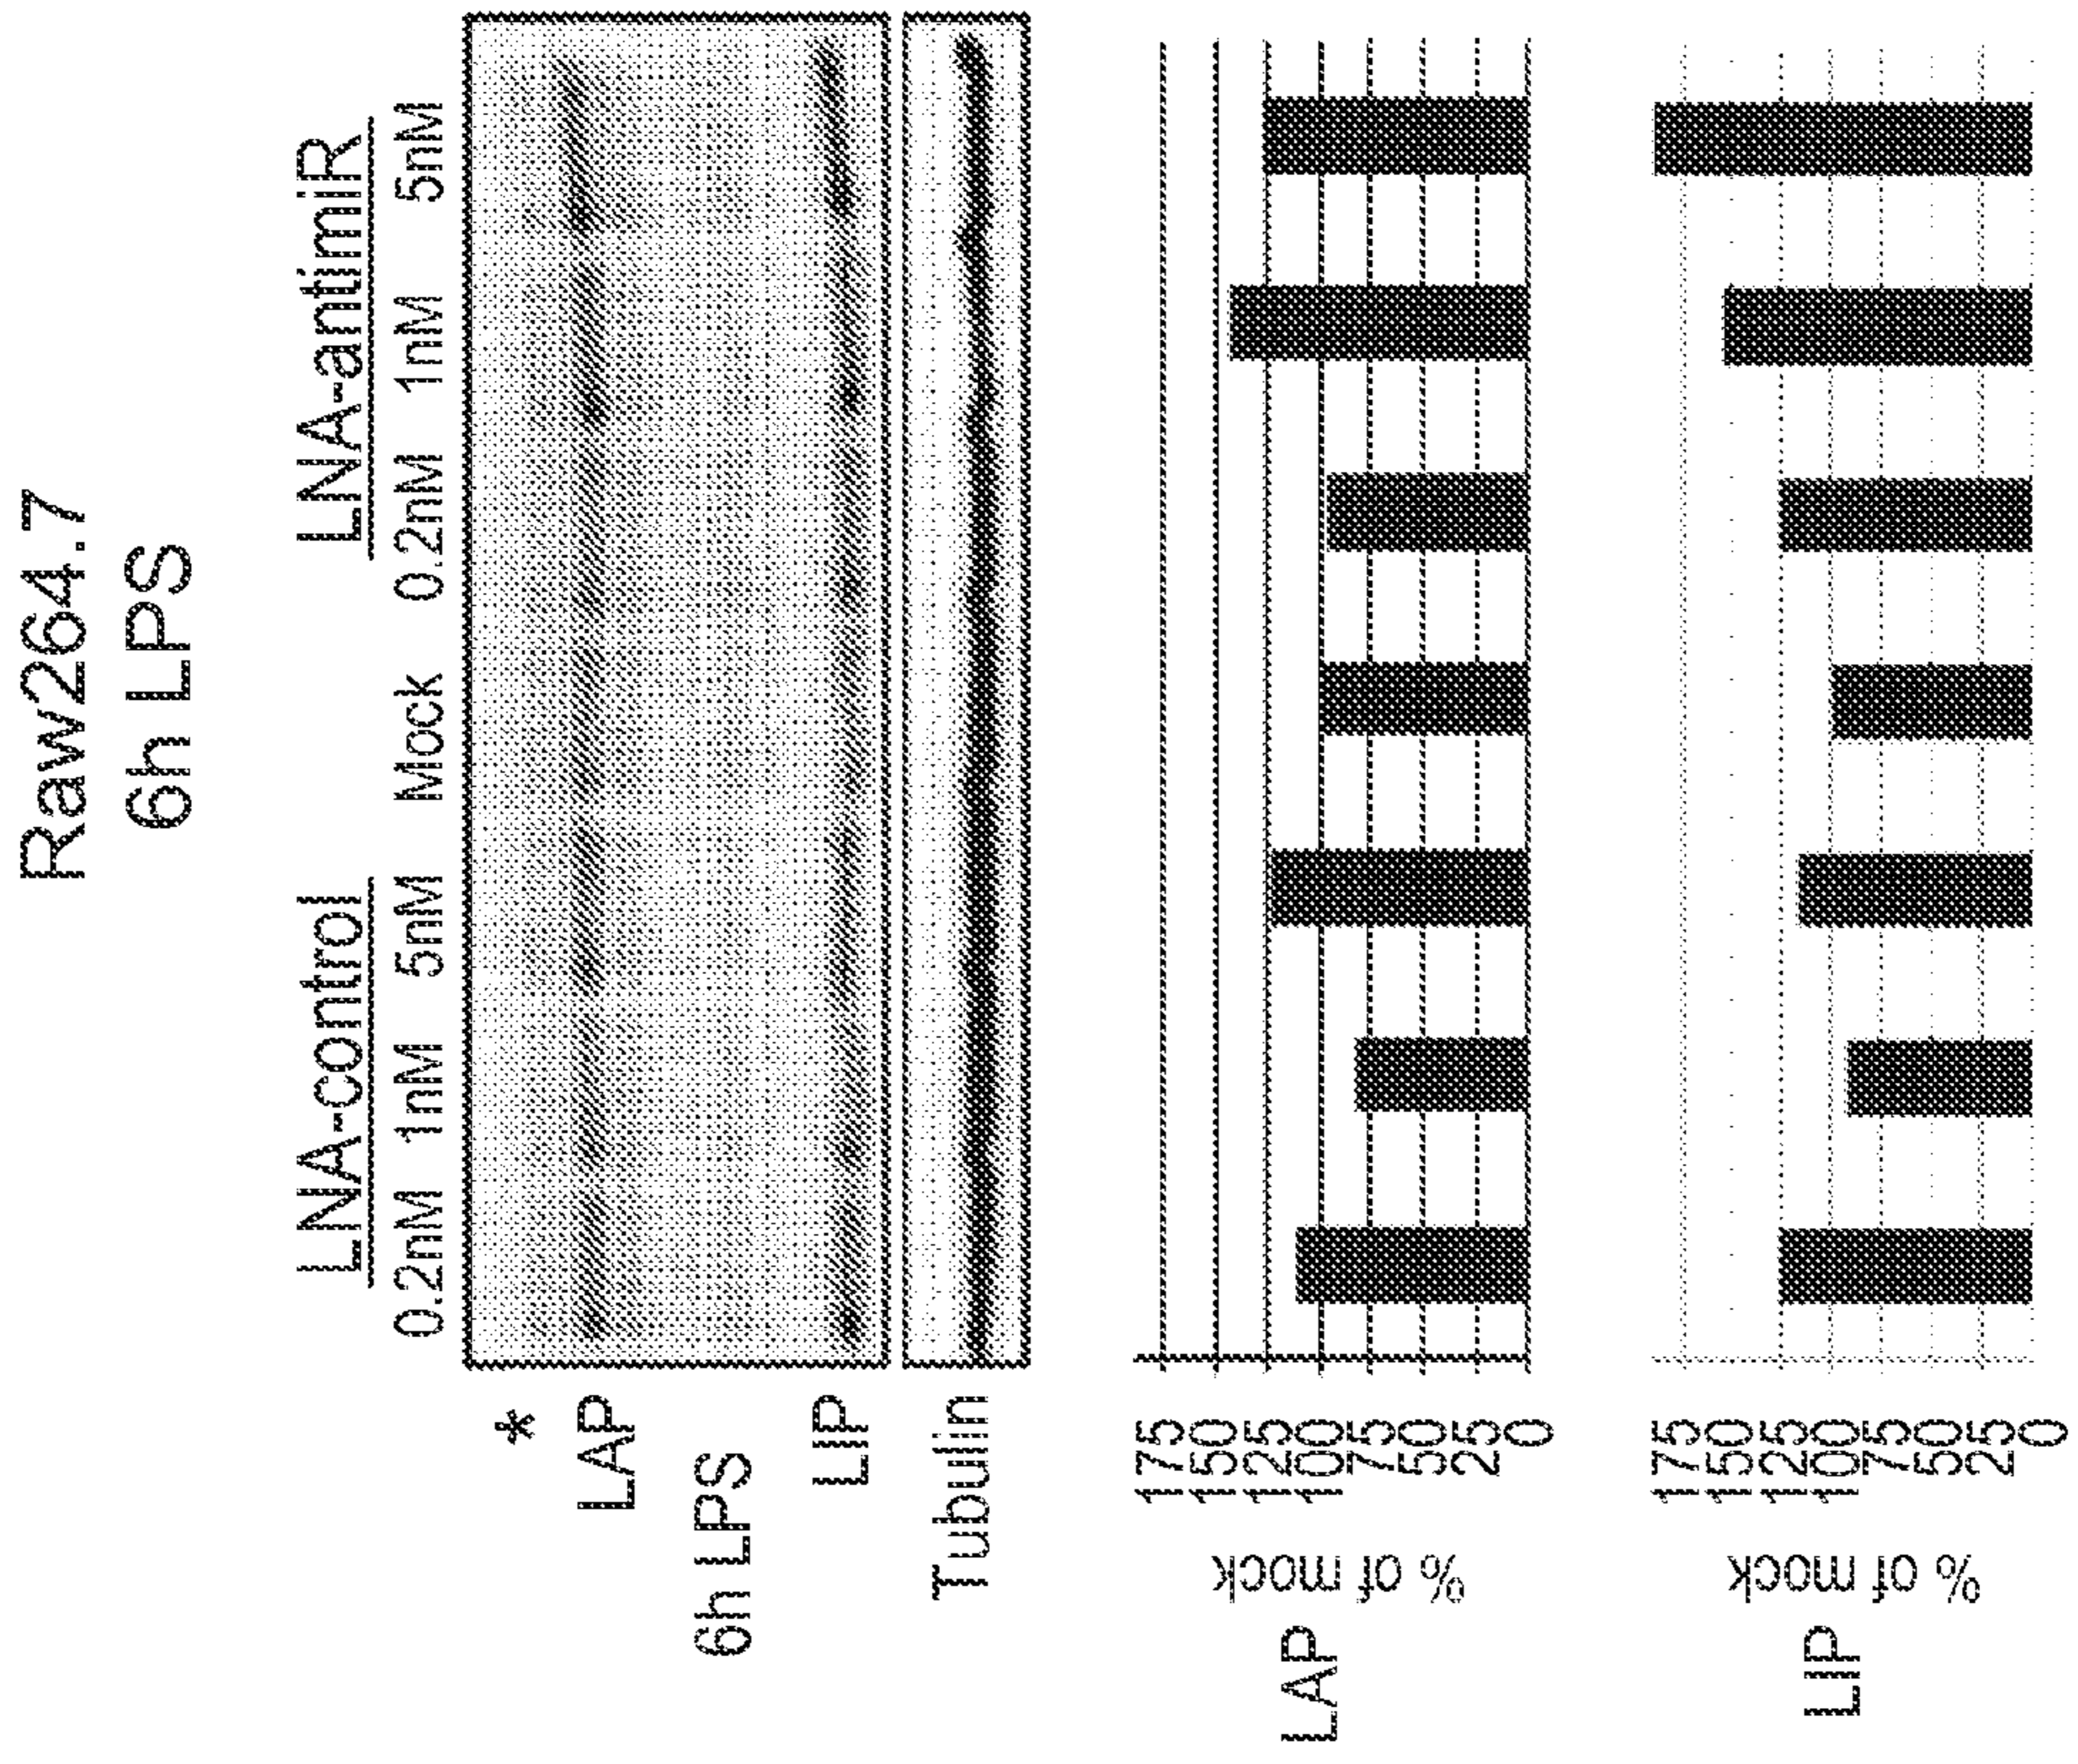 Raw264.7
6h LPS
LNA-control LNA-antimiR
0.2nM 1nM 5nM Mock 0.2nM 1nM 5nM
*
LAP
6h LPS
LIP
Tubulin
LAP
% of mock
175
150
125
100
75
50
25
0
LIP
% of mock
175
150
125
100
75
50
25
0